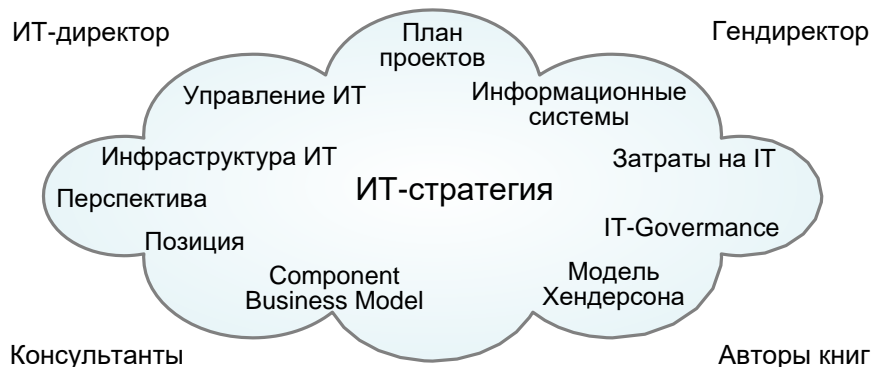 ИТ-директор
План
проектов
Гендиректор
Управление ИТ
Информационные
системы
Инфраструктура ИТ
Затраты на IT
Перспектива
ИТ-стратегия
Позиция
IT-Govermance
Component
Business Model
Модель
Хендерсона
Консультанты
Авторы книг